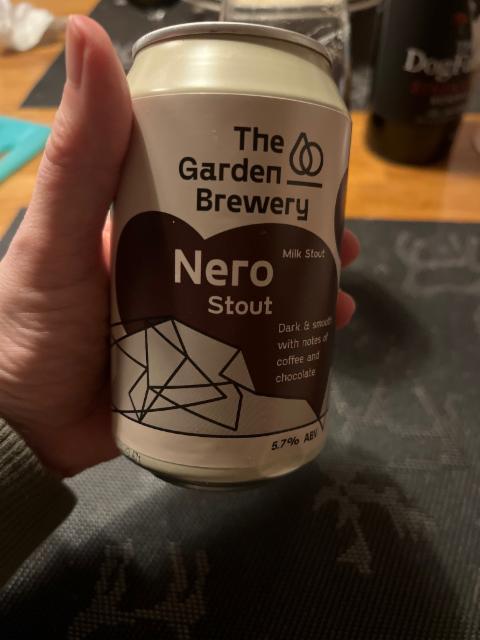 The
Garden
Brewery
Nero
Milk Stout
Stout
Dark & smooth
with notes of
coffee and
chocolate
5.7% ABV